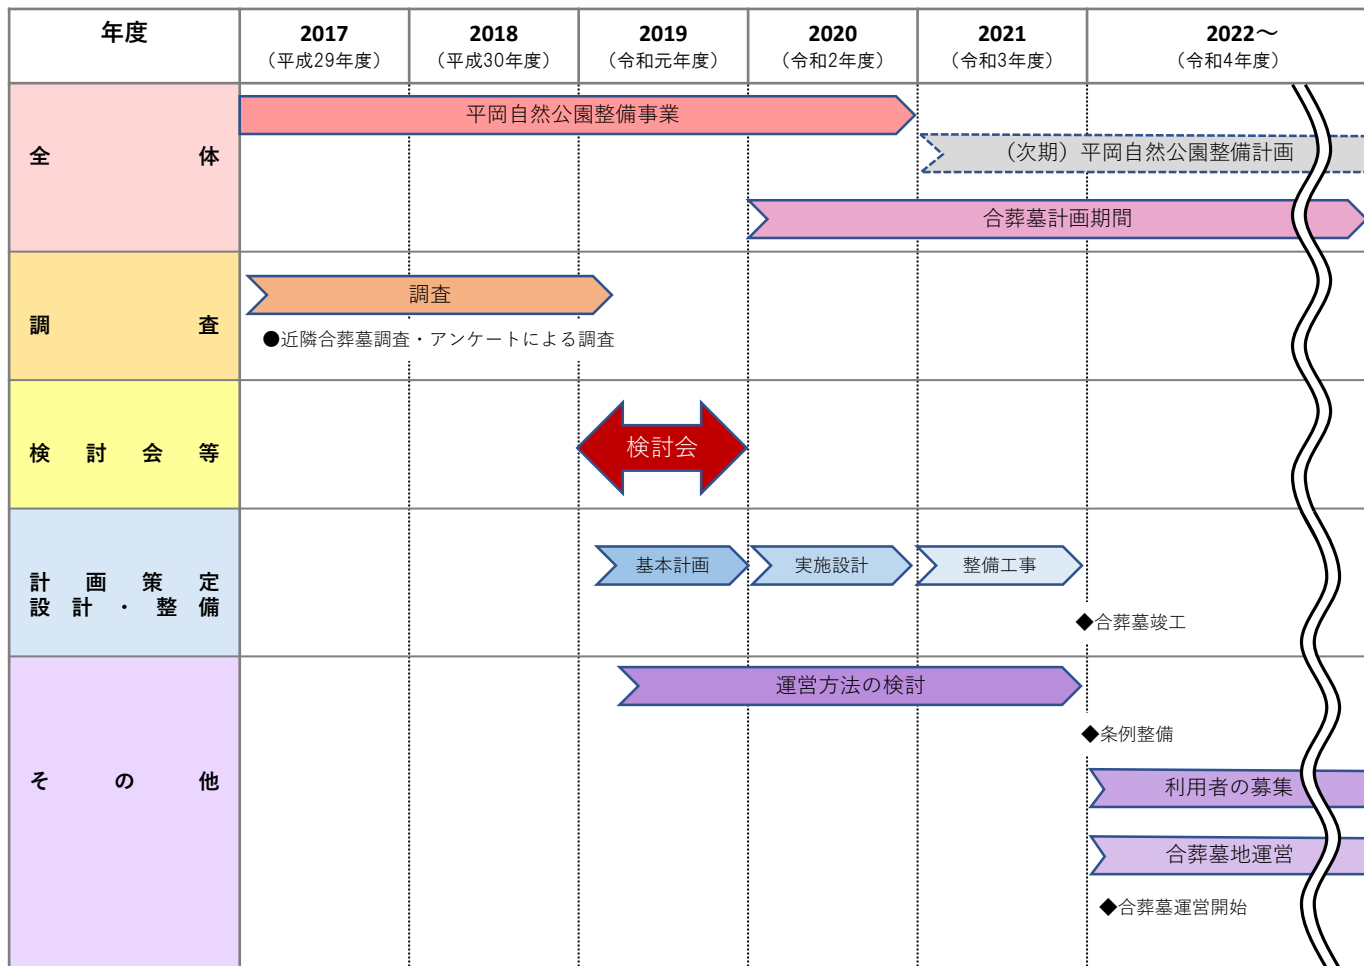 年度
2017
（平成29年度）
2018
（平成30年度）
2019
（令和元年度）
2020
（令和2年度）
2021
（令和3年度）
2022～
（令和4年度）
全体
平岡自然公園整備事業
（次期）平岡自然公園整備計画
合葬墓計画期間
調査
調査
●近隣合葬墓調査・アンケートによる調査
検討会等
検討会
計画策定
設計・整備
基本計画
実施設計
整備工事
◆合葬墓竣工
その他
運営方法の検討
◆条例整備
利用者の募集
合葬墓地運営
◆合葬墓運営開始